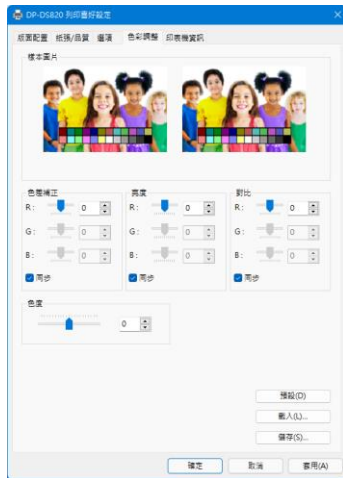 DP-DS820 列印喜好設定
版面配置 紙張/品質 選項 色彩調整 印表機資訊
樣本圖片
色覆補正 亮度 對比
R: 0 R: 0 R: 0
G: 0 G: 0 G: 0
B: 0 B: 0 B: 0
同步 同步 同步
色度
0
預設(D)
載入(L)...
儲存(S)...
確定 取消 套用(A)